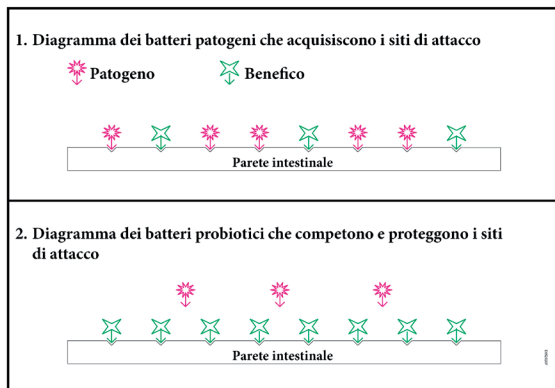 1. Diagramma dei batteri patogeni che acquisiscono i siti di attacco
Patogeno Benefico
Parete intestinale
2. Diagramma dei batteri probiotici che competono e proteggono i siti
di attacco
Parete intestinale